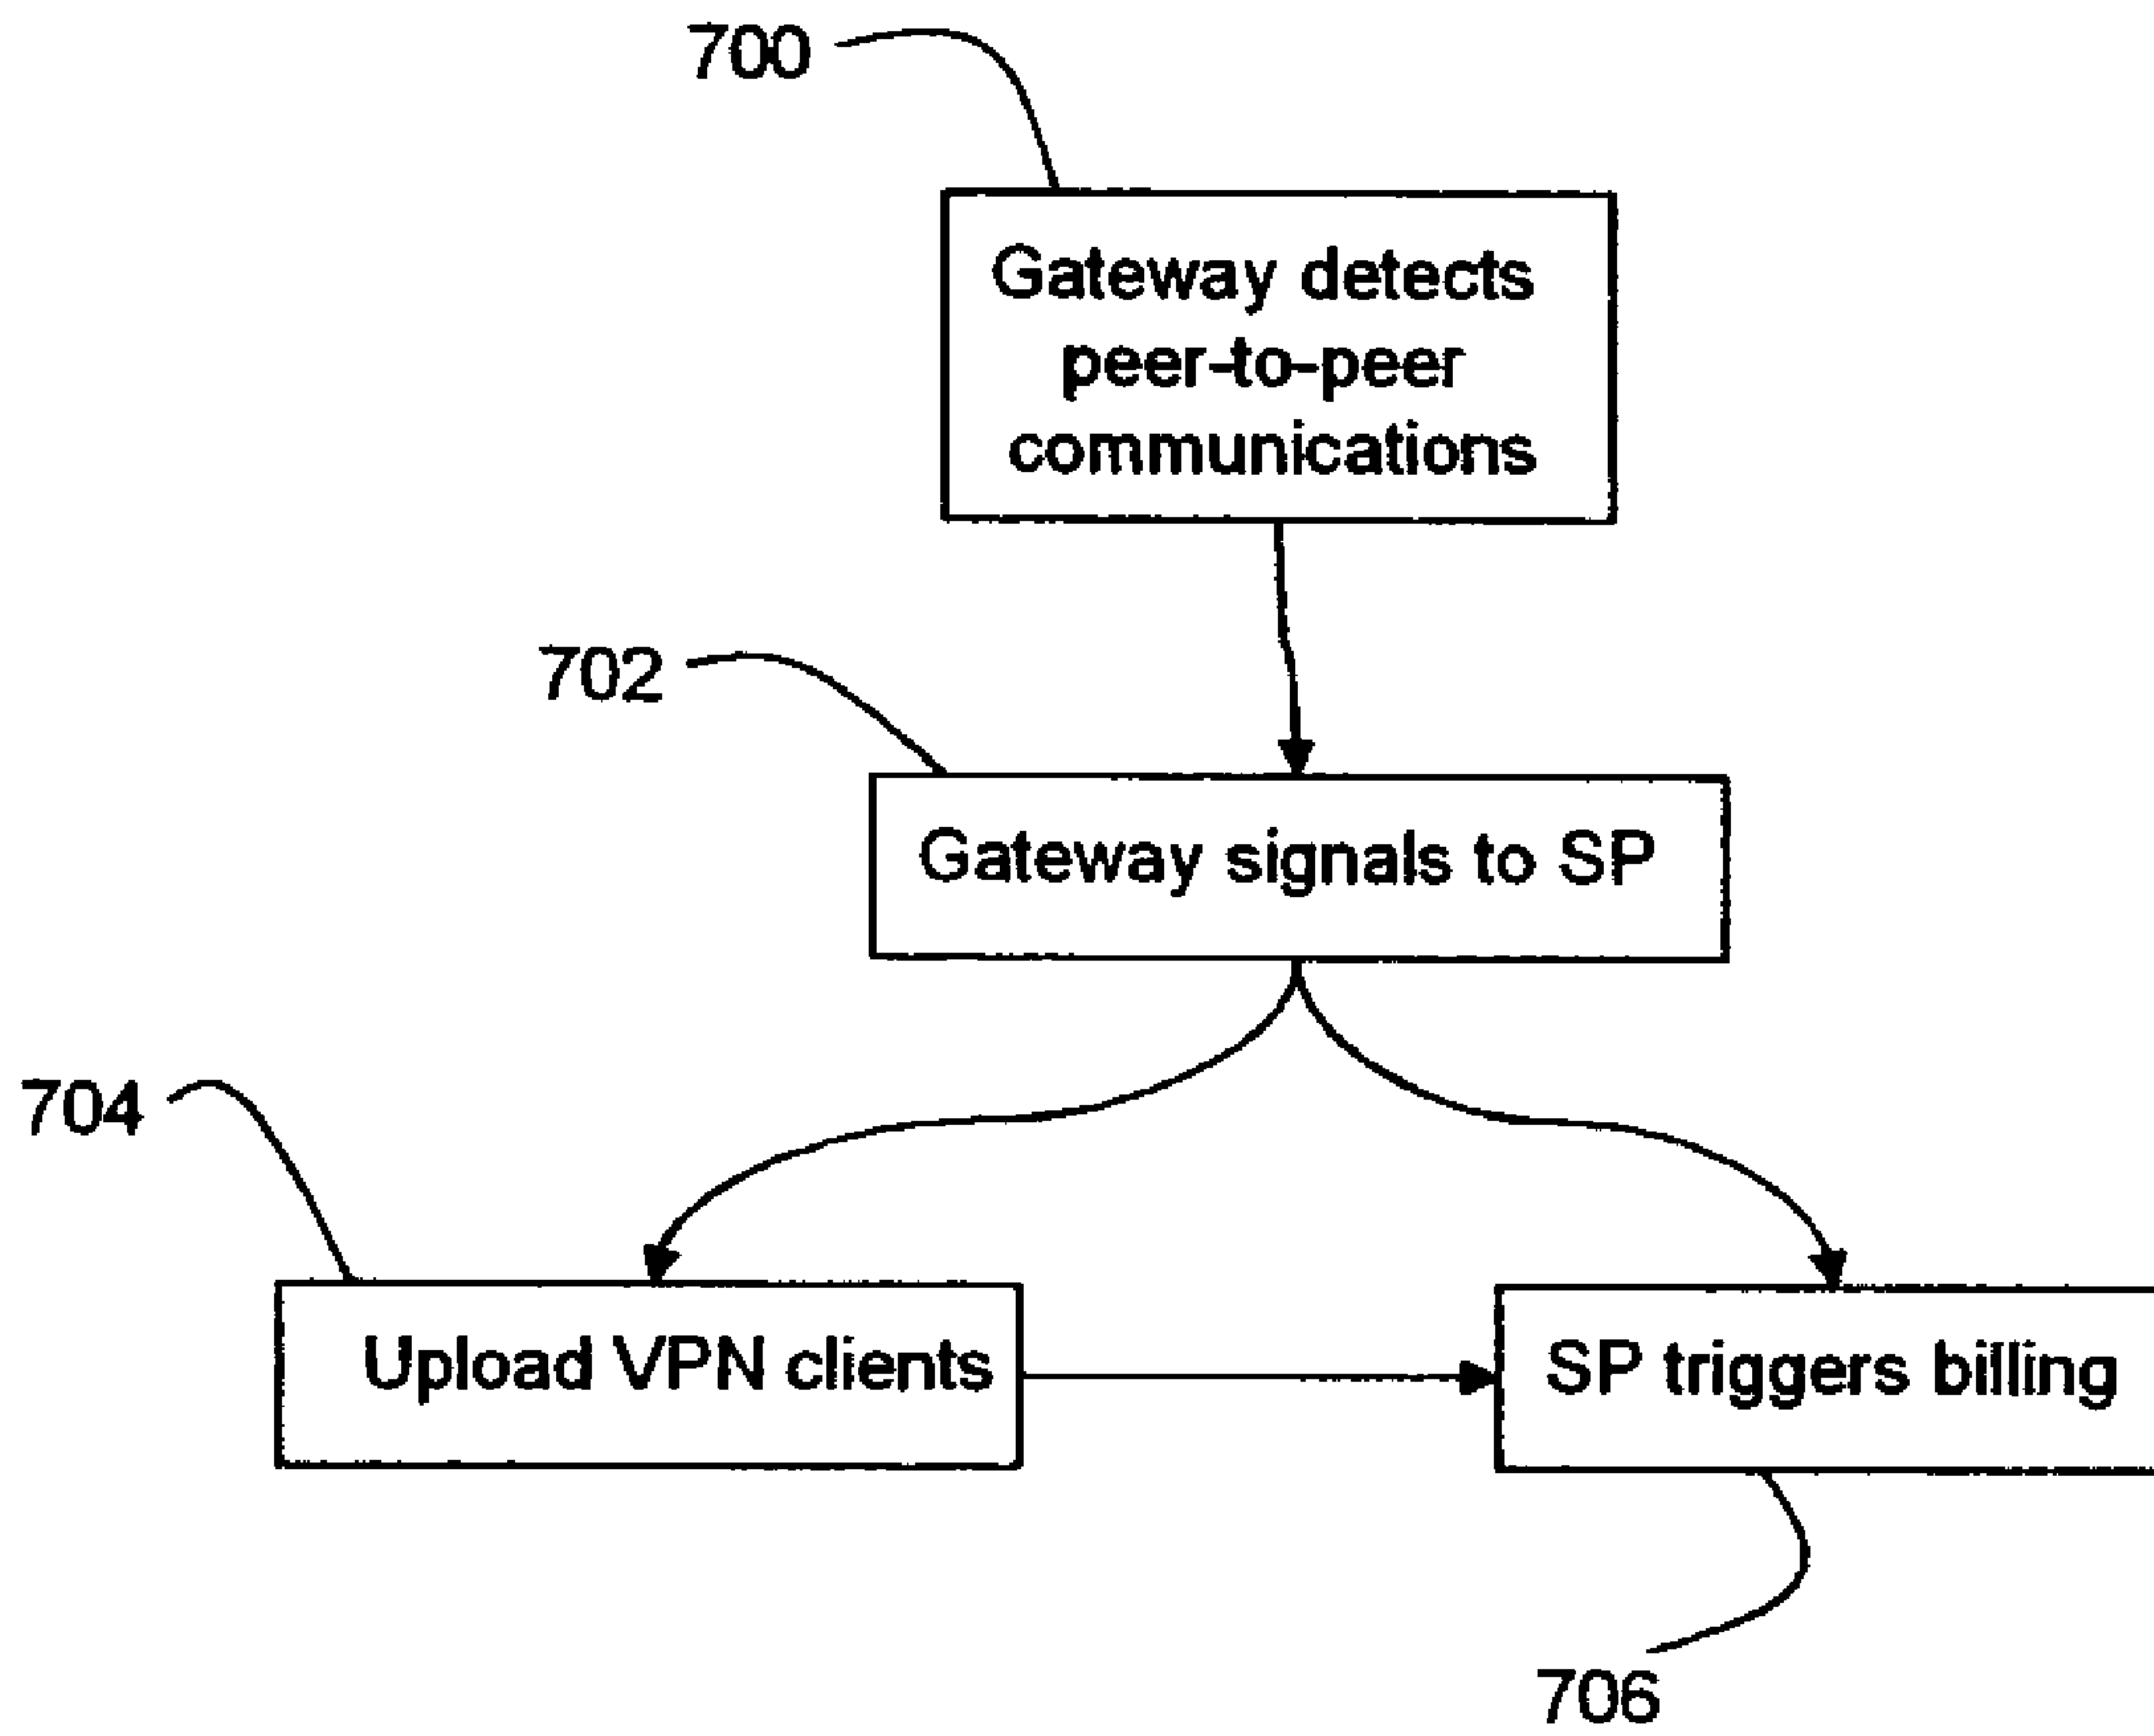 700
Gateway detects
peer-to-peer
communications
702
Gateway signals to SP
704
Upload VPN clients
SP triggers billing
706